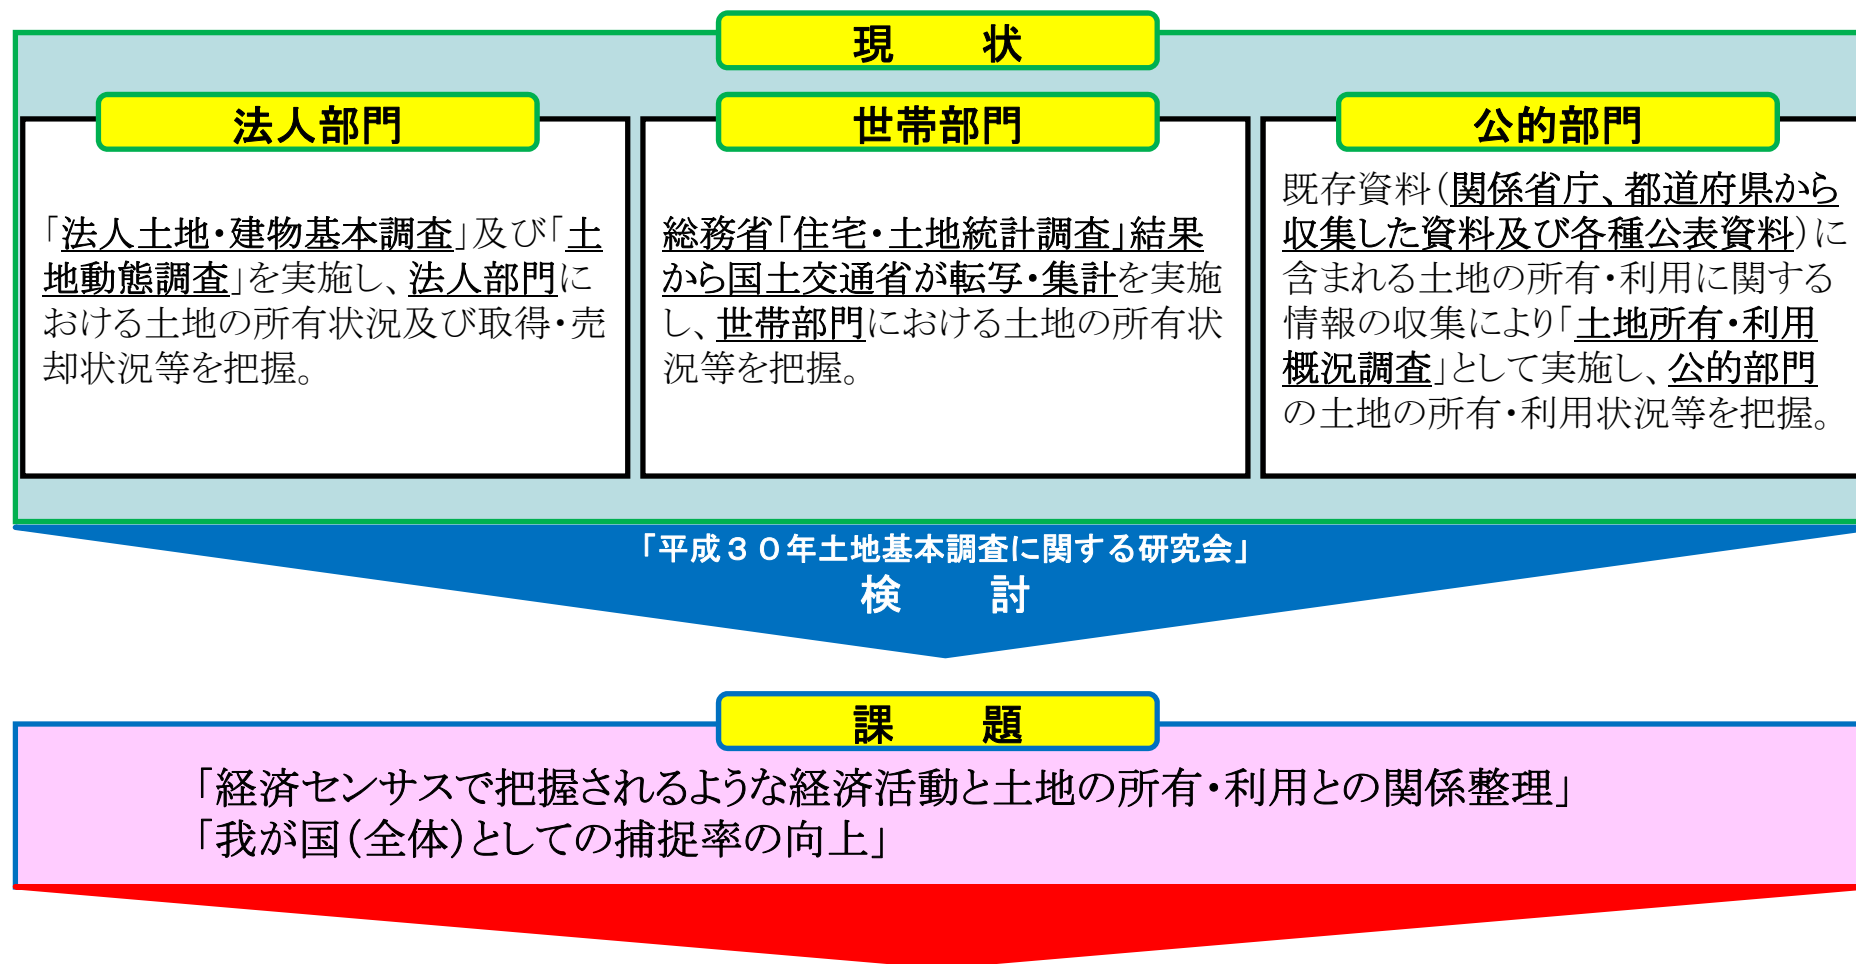 現　　状
法人部門
「法人土地・建物基本調査」及び「土
地動態調査」を実施し、法人部門に
おける土地の所有状況及び取得・売
却状況等を把握。
世帯部門
総務省「住宅・土地統計調査」結果
から国土交通省が転写・集計を実施
し、世帯部門における土地の所有状
況等を把握。
公的部門
既存資料（関係省庁、都道府県から
収集した資料及び各種公表資料）に
含まれる土地の所有・利用に関する
情報の収集により「土地所有・利用
概況調査」として実施し、公的部門
の土地の所有・利用状況等を把握。
「平成３０年土地基本調査に関する研究会」
検　　討
課　　題
「経済センサスで把握されるような経済活動と土地の所有・利用との関係整理」
「我が国（全体）としての捕捉率の向上」